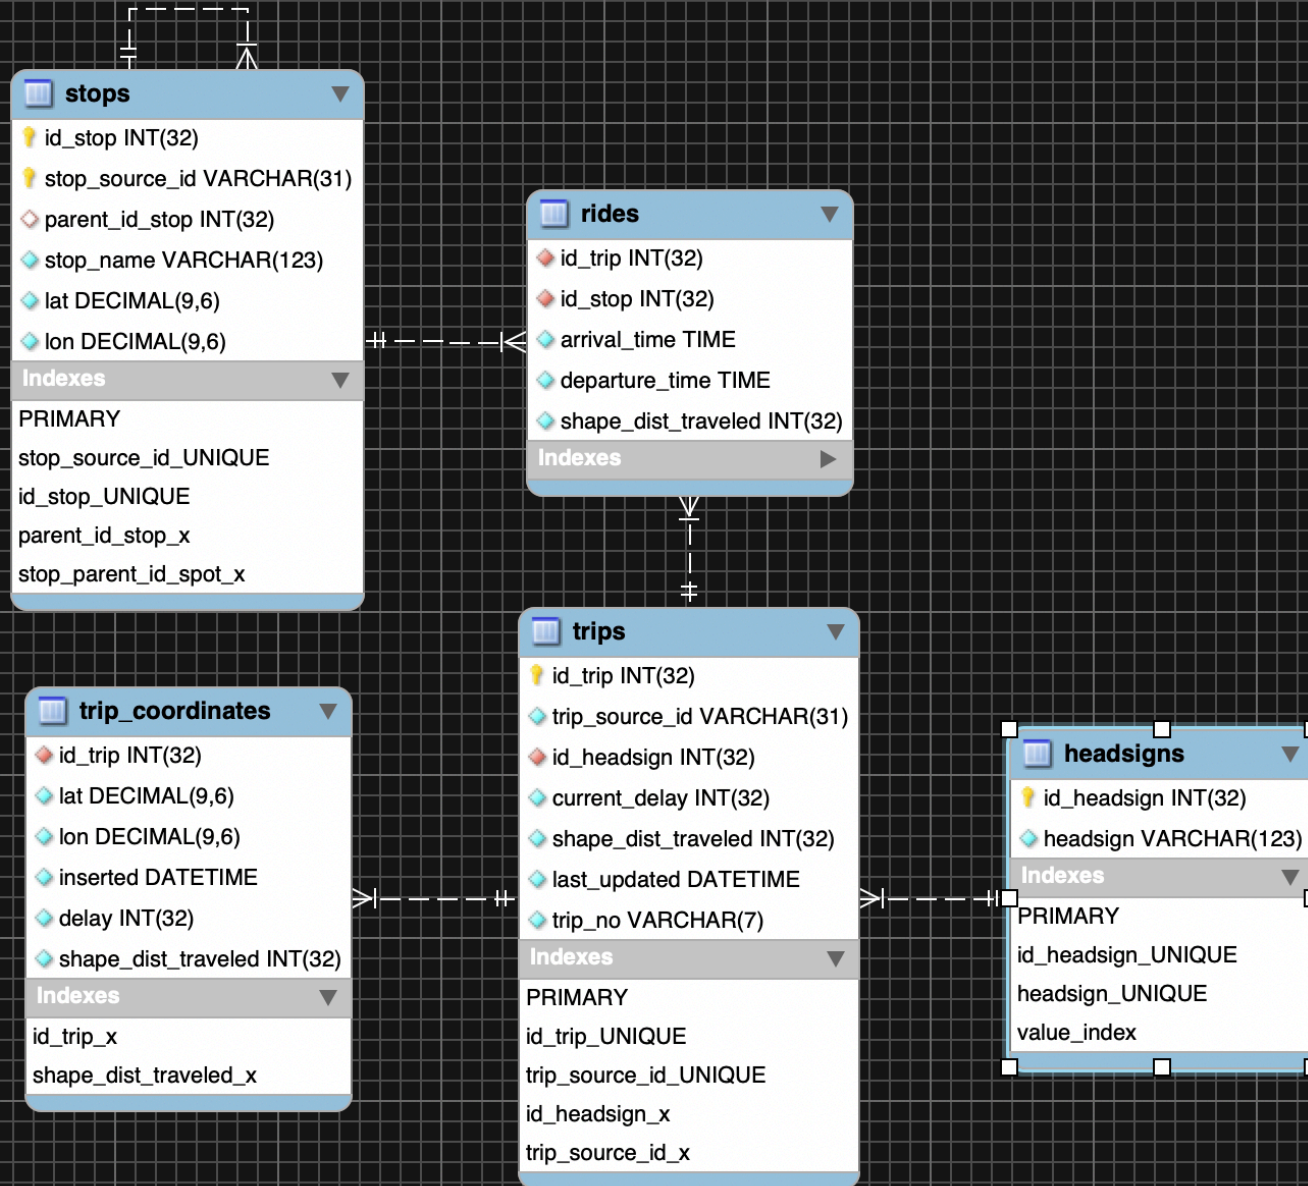 stops
id_stop INT(32)
stop_source_id VARCHAR(31)
parent_id_stop INT(32)
stop_name VARCHAR(123)
lat DECIMAL(9,6)
lon DECIMAL(9,6)
Indexes
PRIMARY
stop_source_id_UNIQUE
id_stop_UNIQUE
parent_id_stop_x
stop_parent_id_spot_x
rides
id_trip INT(32)
id_stop INT(32)
arrival_time TIME
departure_time TIME
shape_dist_traveled INT(32)
Indexes
trip_coordinates
id_trip INT(32)
lat DECIMAL(9,6)
lon DECIMAL(9,6)
inserted DATETIME
delay INT(32)
shape_dist_traveled INT(32)
Indexes
id_trip_x
shape_dist_traveled_x
trips
id_trip INT(32)
trip_source_id VARCHAR(31)
id_headsign INT(32)
current_delay INT(32)
shape_dist_traveled INT(32)
last_updated DATETIME
trip_no VARCHAR(7)
Indexes
PRIMARY
id_trip_UNIQUE
trip_source_id_UNIQUE
id_headsign_x
trip_source_id_x
headsigns
id_headsign INT(32)
headsign VARCHAR(123)
Indexes
PRIMARY
id_headsign_UNIQUE
headsign_UNIQUE
value_index